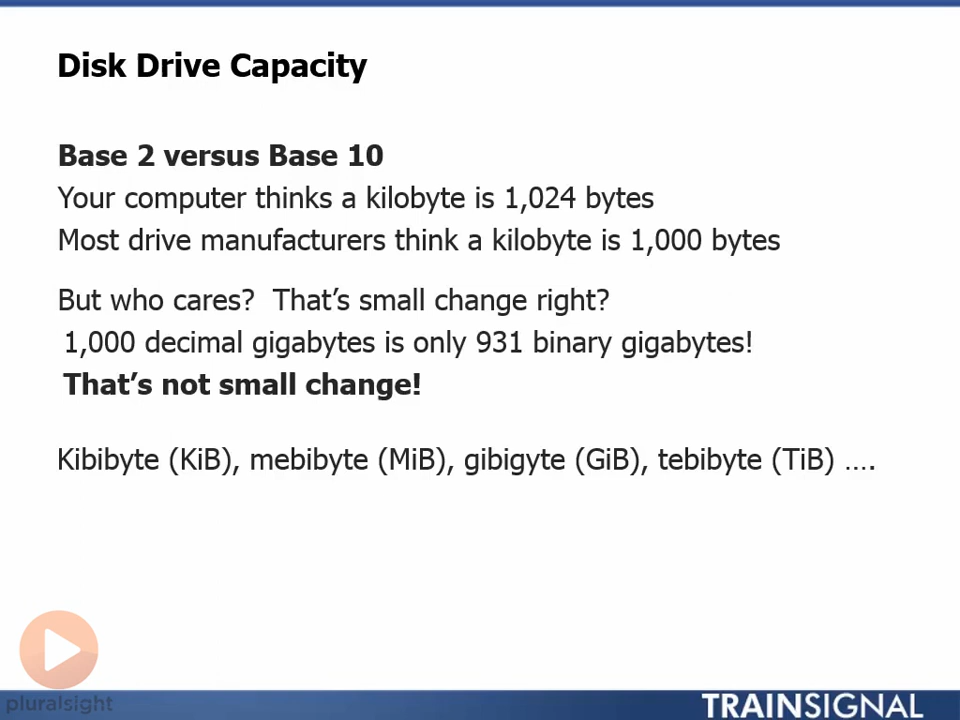 Disk Drive Capacity
Base 2 versus Base 10
Your computer thinks a kilobyte is 1,024 bytes
Most drive manufacturers think a kilobyte is 1,000 bytes
But who cares?  That's small change right?
1,000 decimal gigabytes is only 931 binary gigabytes!
That's not small change!
Kibibyte (KiB), mebibyte (MiB), gibigyte (GiB), tebibyte (TiB) ….
pluralsight
TRAINSIGNAL